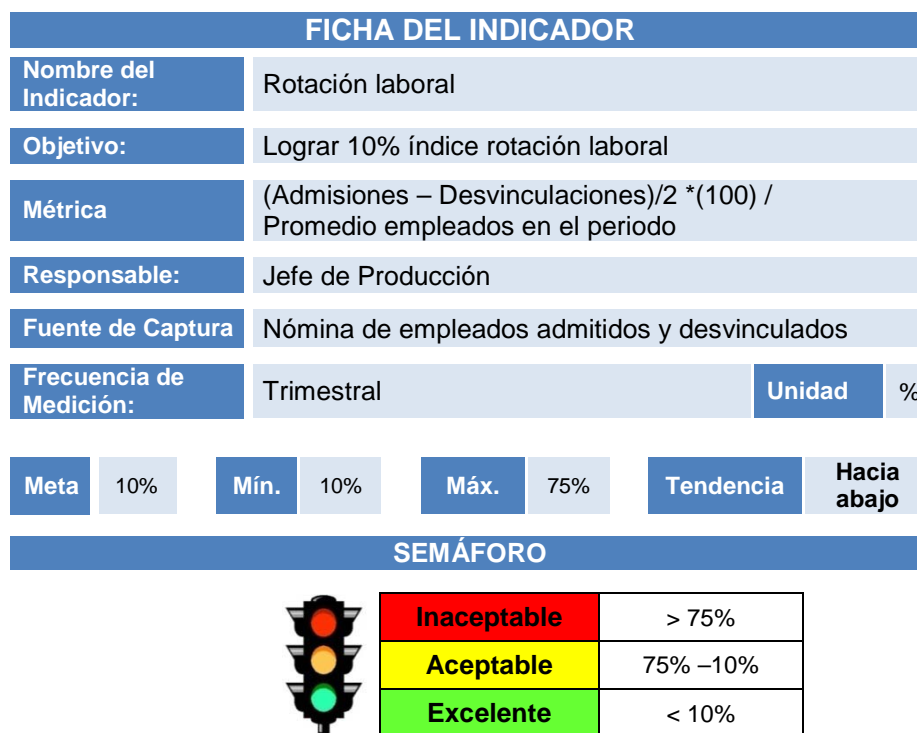 FICHA DEL INDICADOR
Nombre del
Indicador:
Rotación laboral
Objetivo:
Lograr 10% índice rotación laboral
Métrica
(Admisiones – Desvinculaciones)/2 *(100) /
Promedio empleados en el periodo
Responsable:
Jefe de Producción
Fuente de Captura
Nómina de empleados admitidos y desvinculados
Frecuencia de
Medición:
Trimestral
Unidad
%
Meta
10%
Mín.
10%
Máx.
75%
Tendencia
Hacia
abajo
SEMÁFORO
Inaceptable
> 75%
Aceptable
75% –10%
Excelente
< 10%